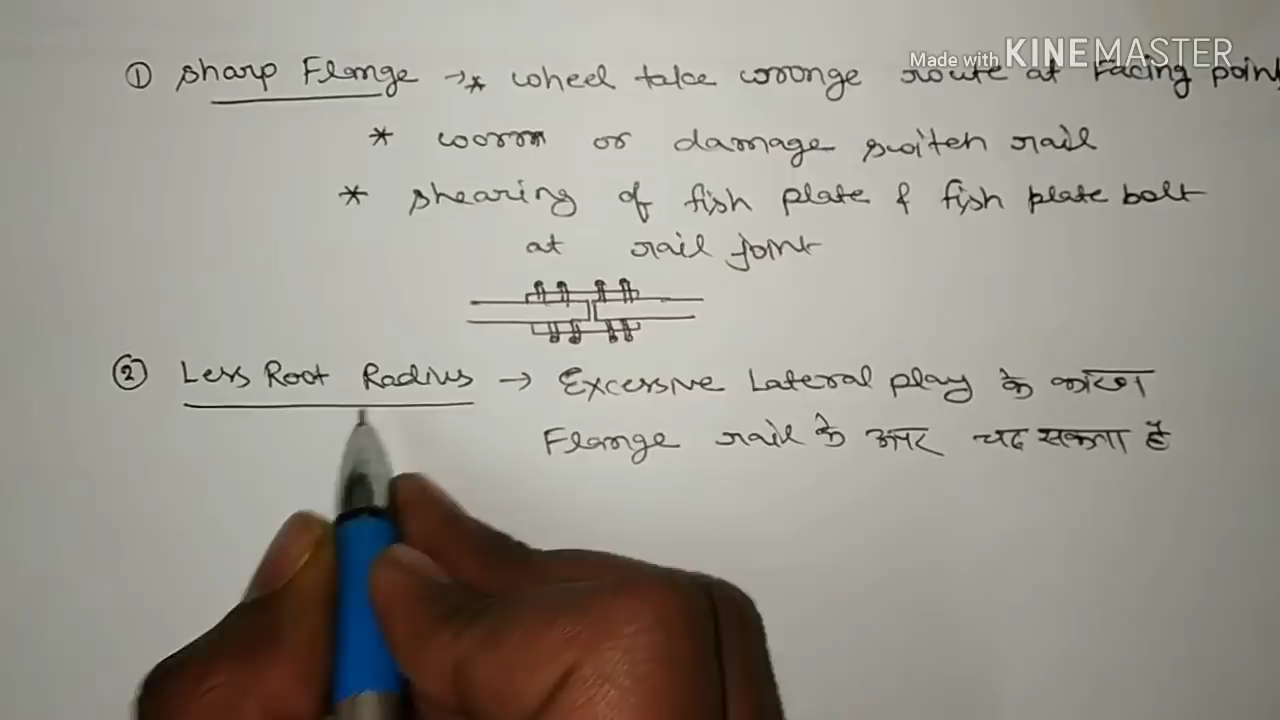 Made with KINEMASTER
① Sharp Flange → * wheel take wronge route at Facing point
* worm or damage switch rail
* shearing of fish plate & fish plate bolt
at rail joint
② Less Root Radius → Excessive Lateral play के कारण
Flange rail के ऊपर चढ सकता है